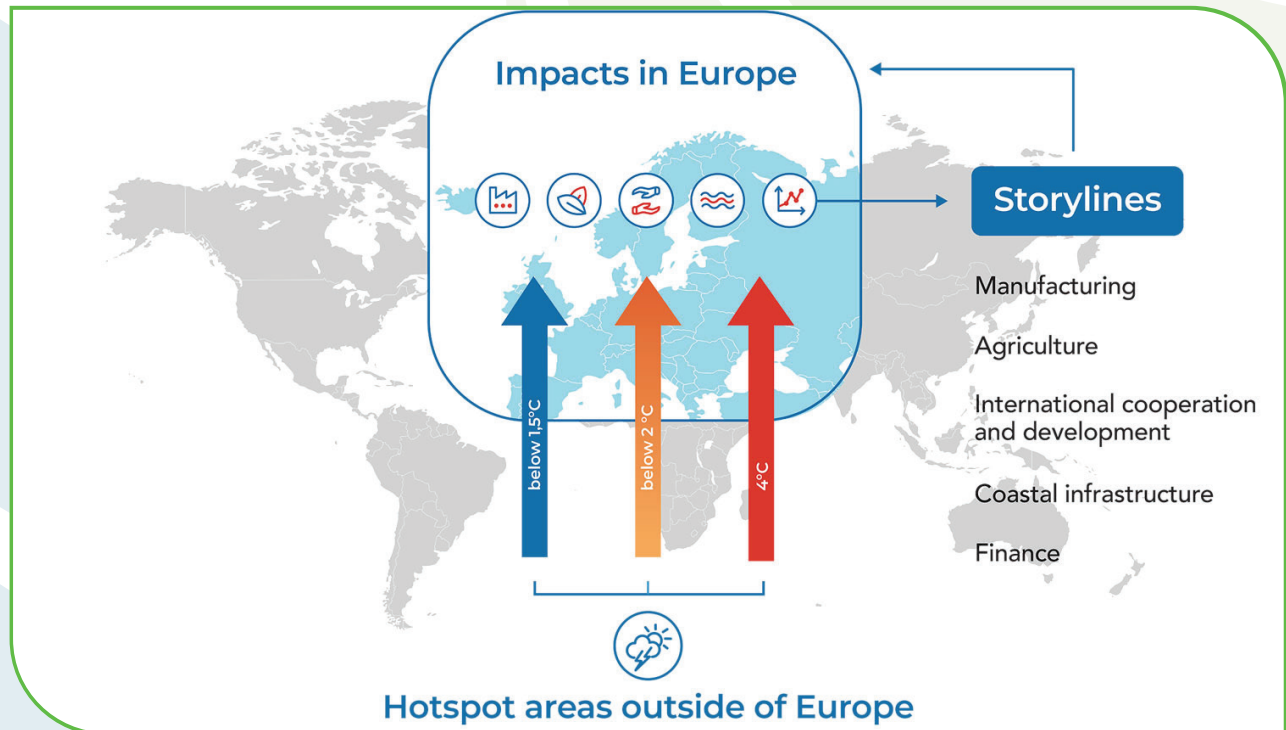 Impacts in Europe
Storylines
Manufacturing
Agriculture
International cooperation
and development
Coastal infrastructure
Finance
below 1,5°C
below 2 °C
4°C
Hotspot areas outside of Europe